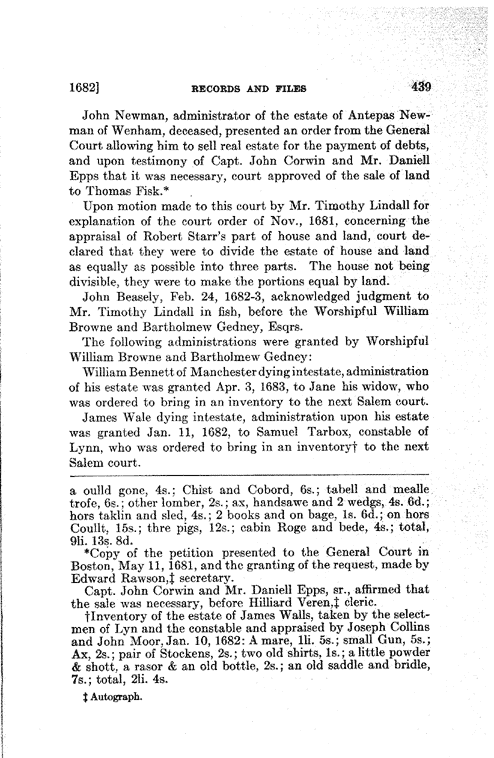 1682] RECORDS AND FILES 439
John Newman, administrator of the estate of Antepas New-
man of Wenham, deceased, presented an order from the General
Court allowing him to sell real estate for the payment of debts,
and upon testimony of Capt. John Corwin and Mr. Daniell
Epps that it was necessary, court approved of the sale of land
to Thomas Fisk.*
Upon motion made to this court by Mr. Timothy Lindall for
explanation of the court order of Nov., 1681, concerning the
appraisal of Robert Starr's part of house and land, court de-
clared that they were to divide the estate of house and land
as equally as possible into three parts. The house not being
divisible, they were to make the portions equal by land.
John Beasely, Feb. 24, 1682-3, acknowledged judgment to
Mr. Timothy Lindall in fish, before the Worshipful William
Browne and Bartholmew Gedney, Esqrs.
The following administrations were granted by Worshipful
William Browne and Bartholmew Gedney:
William Bennett of Manchester dying intestate, administration
of his estate was granted Apr. 3, 1683, to Jane his widow, who
was ordered to bring in an inventory to the next Salem court.
James Wale dying intestate, administration upon his estate
was granted Jan. 11, 1682, to Samuel Tarbox, constable of
Lynn, who was ordered to bring in an inventory† to the next
Salem court.
a oulld gone, 4s.; Chist and Cobord, 6s.; tabell and mealle
trofe, 6s.; other lomber, 2s.; ax, handsawe and 2 wedgs, 4s. 6d.;
hors taklin and sled, 4s.; 2 books and on bage, 1s. 6d.; on hors
Coullt, 15s.; thre pigs, 12s.; cabin Roge and bede, 4s.; total,
9li. 13s. 8d.
*Copy of the petition presented to the General Court in
Boston, May 11, 1681, and the granting of the request, made by
Edward Rawson,‡ secretary.
Capt. John Corwin and Mr. Daniell Epps, sr., affirmed that
the sale was necessary, before Hilliard Veren,‡ cleric.
†Inventory of the estate of James Walls, taken by the select-
men of Lyn and the constable and appraised by Joseph Collins
and John Moor, Jan. 10, 1682: A mare, 1li. 5s.; small Gun, 5s.;
Ax, 2s.; pair of Stockens, 2s.; two old shirts, 1s.; a little powder
& shott, a rasor & an old bottle, 2s.; an old saddle and bridle,
7s.; total, 2li. 4s.
‡ Autograph.